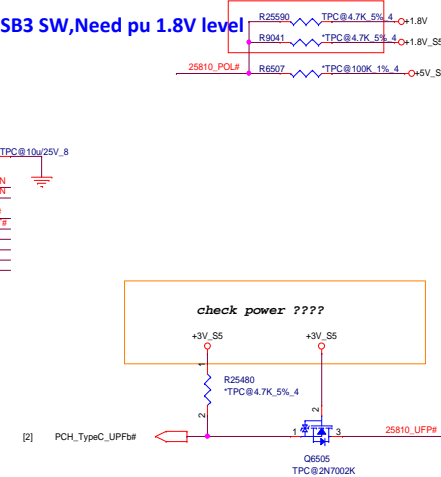 SB3 SW,Need pu 1.8V level
R25590 TPC@4.7K_5%_4 +1.8V
R9041 *TPC@4.7K_5%_4 +1.8V_S5
25810_POL# R6507 *TPC@100K_1%_4 +5V_S
TPC@10u/25V_8
N
N
#
check power ????
+3V_S5 +3V_S5
1
R25480
*TPC@4.7K_5%_4
2
2
[2] PCH_TypeC_UPFb# 1 3 25810_UFP#
Q6505
TPC@2N7002K